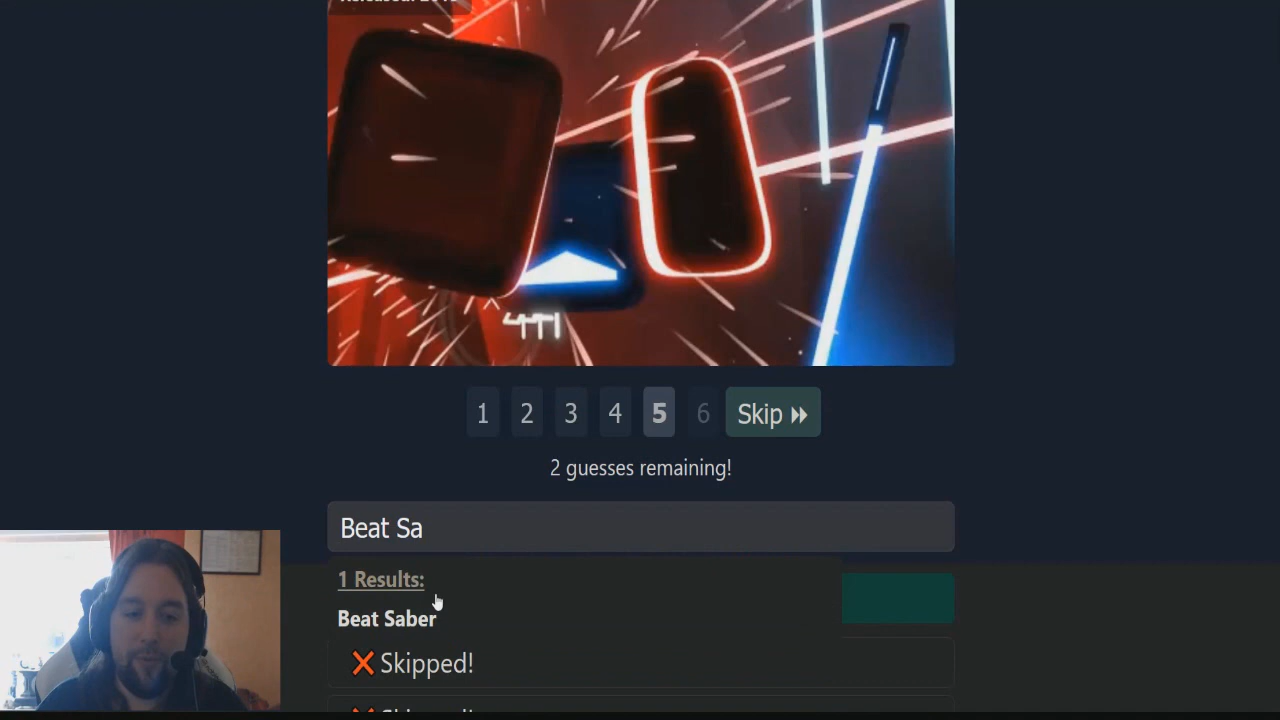 1 2 3 4 5 6 Skip
2 guesses remaining!
Beat Sa
1 Results:
Beat Saber
Skipped!